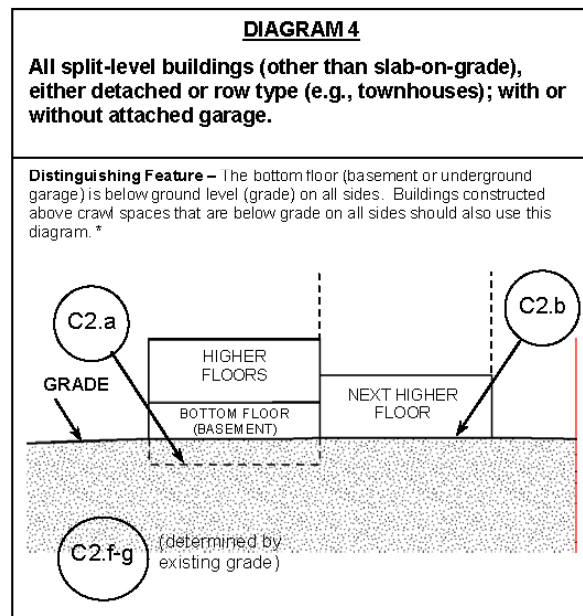 DIAGRAM 4
All split-level buildings (other than slab-on-grade),
either detached or row type (e.g., townhouses); with or
without attached garage.
Distinguishing Feature – The bottom floor (basement or underground
garage) is below ground level (grade) on all sides. Buildings constructed
above crawl spaces that are below grade on all sides should also use this
diagram. *
C2.a
C2.b
HIGHER
FLOORS
GRADE
BOTTOM FLOOR
(BASEMENT)
NEXT HIGHER
FLOOR
C2.f-g
(determined by
existing grade)